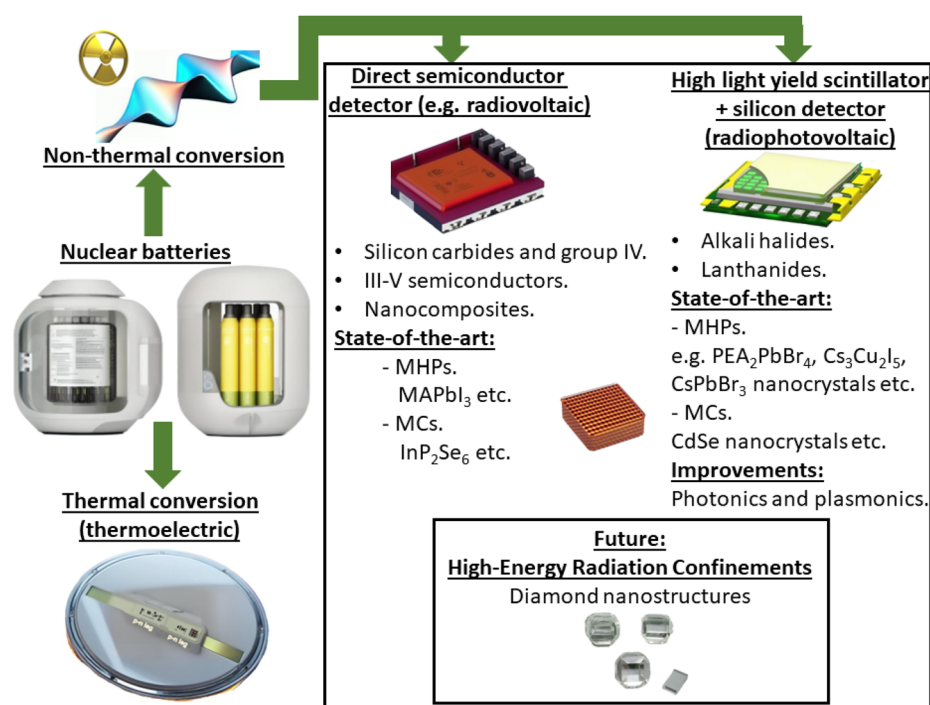 Non-thermal conversion
Nuclear batteries
Thermal conversion
(thermoelectric)
p-n leg
p-n leg
Direct semiconductor
detector (e.g. radiovoltaic)
• Silicon carbides and group IV.
• III-V semiconductors.
• Nanocomposites.
State-of-the-art:
- MHPs.
MAPbI₃ etc.
- MCs.
InP₂Se₆ etc.
High light yield scintillator
+ silicon detector
(radiophotovoltaic)
• Alkali halides.
• Lanthanides.
State-of-the-art:
- MHPs.
e.g. PEA₂PbBr₄, Cs₃Cu₂I₅,
CsPbBr₃ nanocrystals etc.
- MCs.
CdSe nanocrystals etc.
Improvements:
Photonics and plasmonics.
Future:
High-Energy Radiation Confinements
Diamond nanostructures